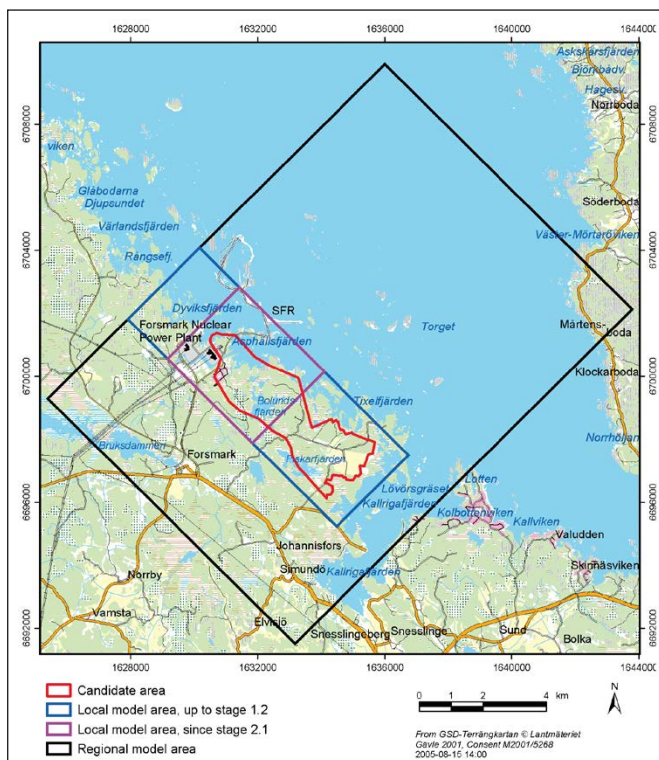 1628000 1632000 1636000 1640000 1644000
6708000
6704000
6700000
6696000
6692000
6708000
6704000
6700000
6696000
6692000
Askskärsfjärden
Björkbådv.
Hagesv.
Norrboda
viken
Glåbodarna
Djupsundet
Söderboda
Värlandsfjärden
Väster-Mörtaröviken
Rångsefj.
Dyviksfjärden
SFR
Forsmark Nuclear
Power Plant
Asphällsfjärden
Torget
Mårtens-
boda
Klockarboda
Bolunds-
fjärden
Tixelfjärden
Bruksdammen
Forsmark
Fiskarfjärden
Norrhöljan
Lövörsgräset
Lotten
Kallrigafjärden
Kolbottenviken
Kallviken
Johannisfors
Valudden
Simundö
Kallrigafjärden
Skinnäsviken
Norrby
Vamsta
Elvisjö
Snesslingeberg
Snesslinge
Sund
Bolka
1628000 1632000 1636000 1640000 1644000
Candidate area
Local model area, up to stage 1.2
Local model area, since stage 2.1
Regional model area
0 1 2 4
km
N
From GSD-Terrängkartan © Lantmäteriet
Gävle 2001, Consent M2001/5268
2005-08-15 14:00